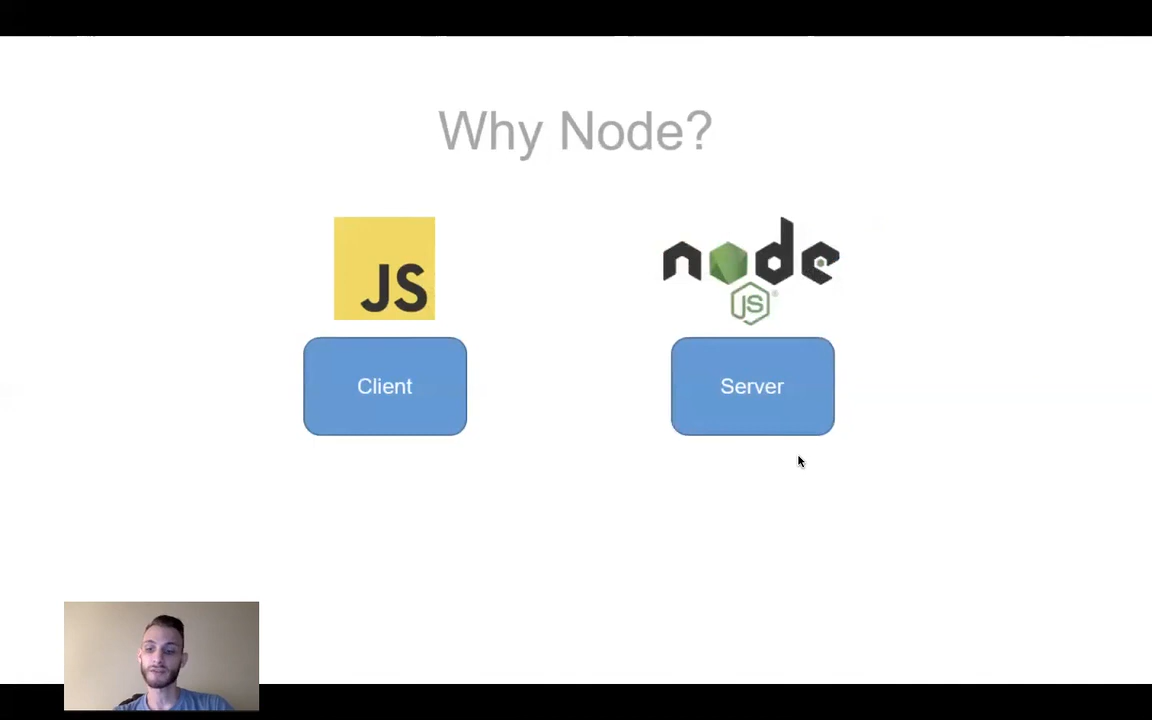 Why Node?
JS
node
JS
Client
Server